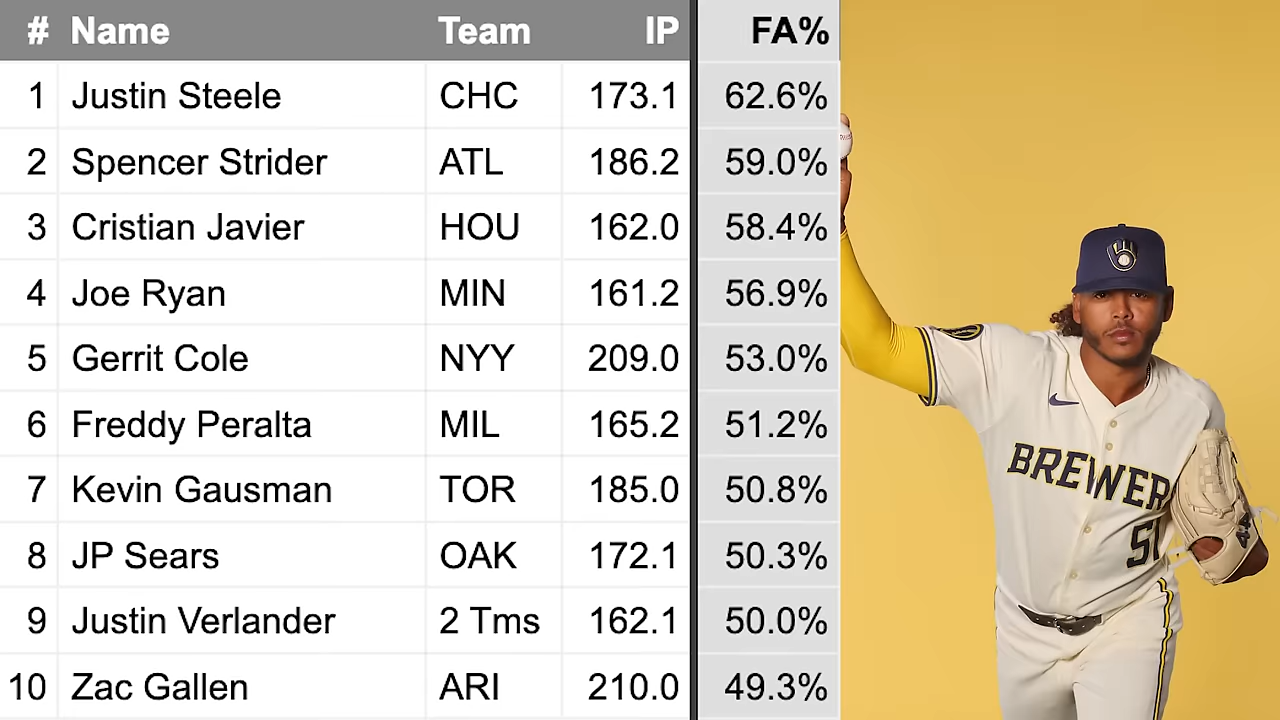 # Name Team IP FA%
1 Justin Steele CHC 173.1 62.6%
2 Spencer Strider ATL 186.2 59.0%
3 Cristian Javier HOU 162.0 58.4%
4 Joe Ryan MIN 161.2 56.9%
5 Gerrit Cole NYY 209.0 53.0%
6 Freddy Peralta MIL 165.2 51.2%
7 Kevin Gausman TOR 185.0 50.8%
8 JP Sears OAK 172.1 50.3%
9 Justin Verlander 2 Tms 162.1 50.0%
10 Zac Gallen ARI 210.0 49.3%
BREWERS
51